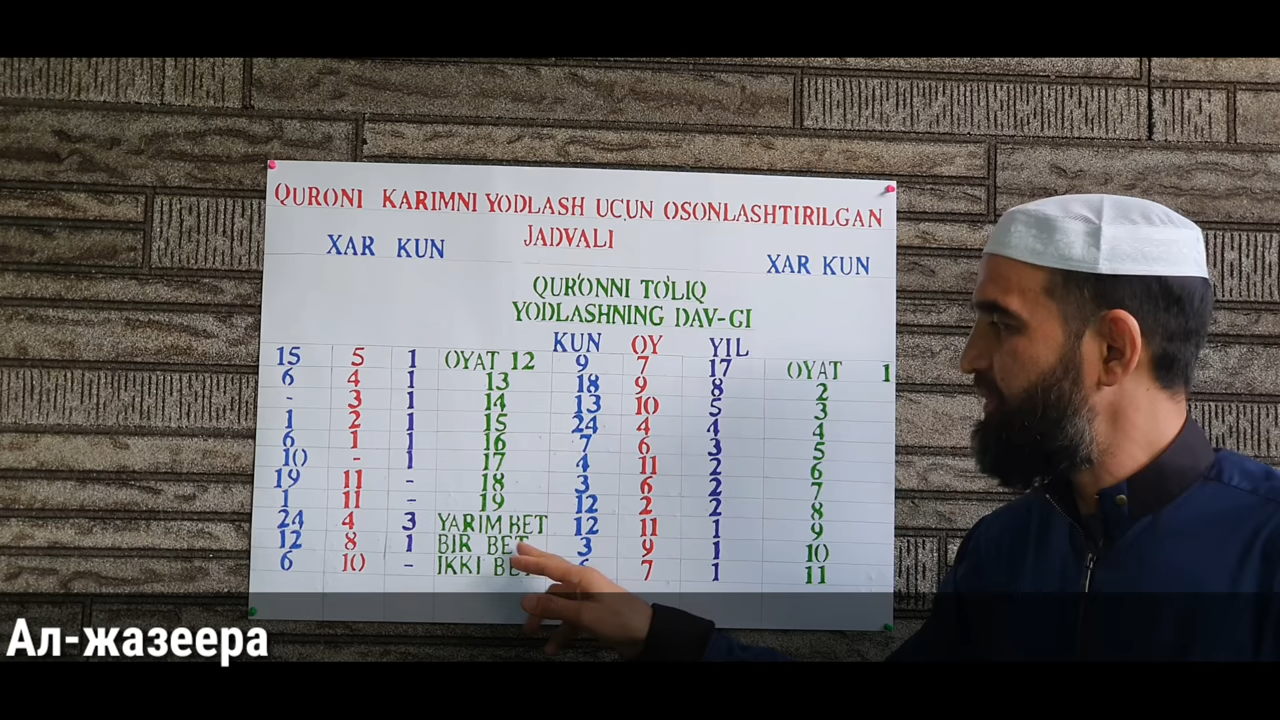 QURONI KARIMNI YODLASH UCUN OSONLASHTIRILGAN
JADVALI
XAR KUN
XAR KUN
QUR'ONNI TO'LIQ
YODLASHNING DAV-GI
KUN OY YIL
15 5 1 OYAT 12 9 7 17 OYAT 1
6 4 1 13 18 9 8 2
- 3 1 14 13 10 5 3
1 2 1 15 24 4 4 4
6 1 1 16 7 6 3 5
10 - 1 17 4 11 2 6
19 11 - 18 3 6 2 7
1 11 - 19 12 2 2 8
24 4 3 YARIM BET 12 11 1 9
12 8 1 BIR BET 3 9 1 10
6 10 - IKKI 7 1 11
Ал-жазеера